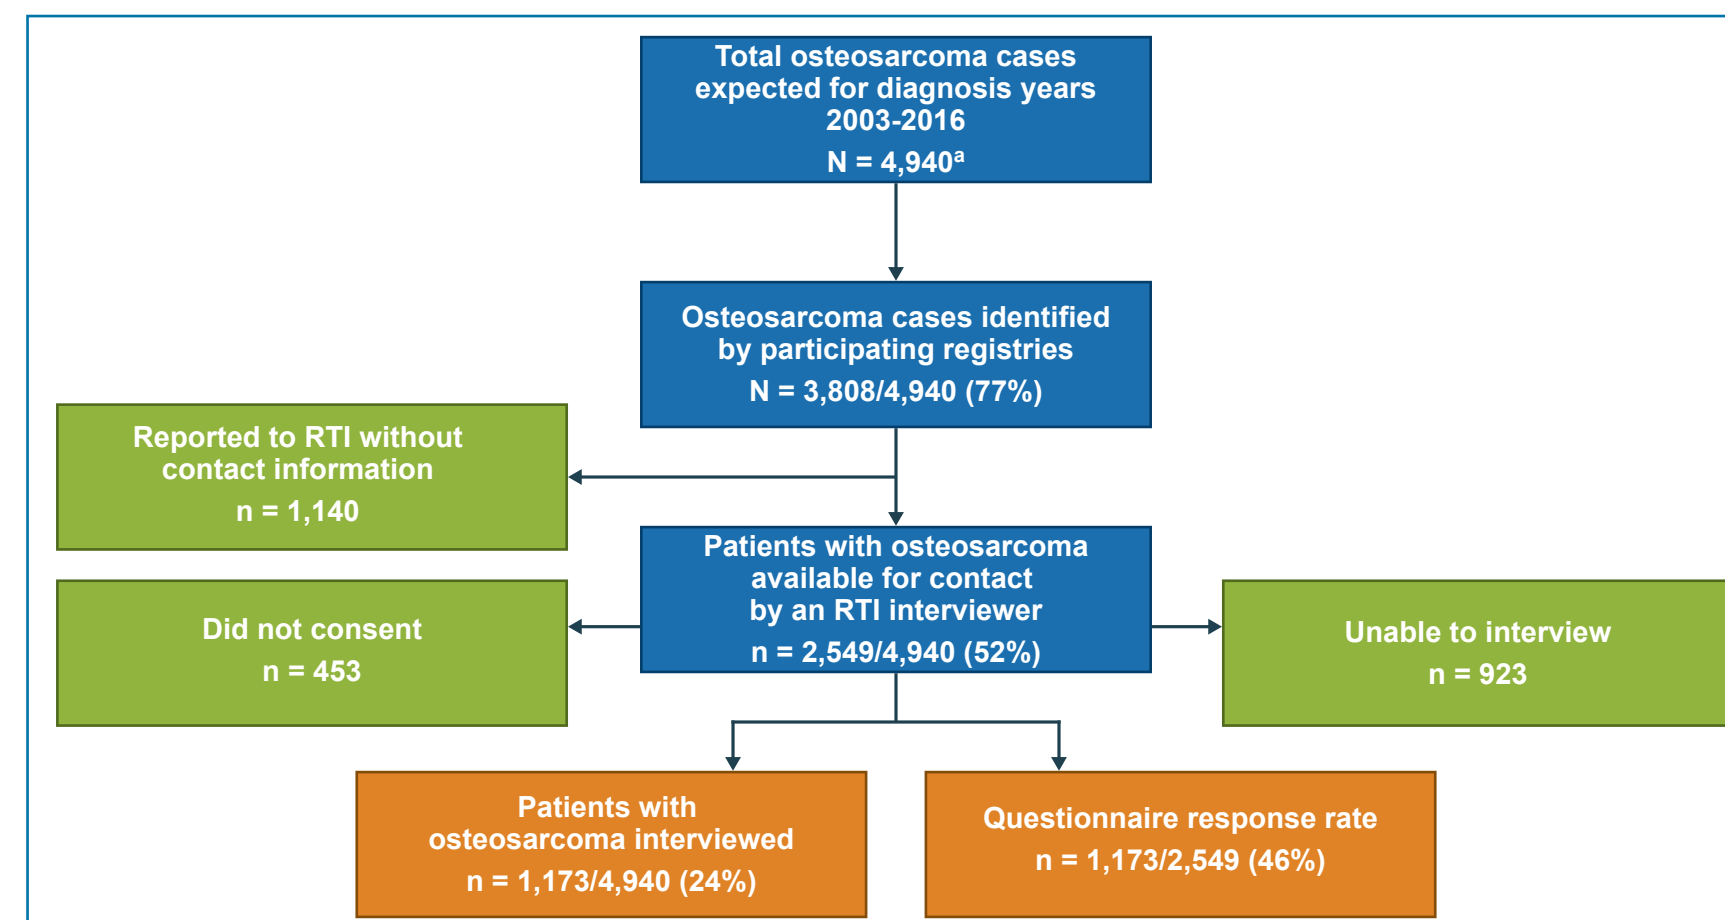 Total osteosarcoma cases
expected for diagnosis years
2003-2016
N = 4,940ᵃ
Osteosarcoma cases identified
by participating registries
N = 3,808/4,940 (77%)
Reported to RTI without
contact information
n = 1,140
Patients with osteosarcoma
available for contact
by an RTI interviewer
n = 2,549/4,940 (52%)
Did not consent
n = 453
Unable to interview
n = 923
Patients with
osteosarcoma interviewed
n = 1,173/4,940 (24%)
Questionnaire response rate
n = 1,173/2,549 (46%)